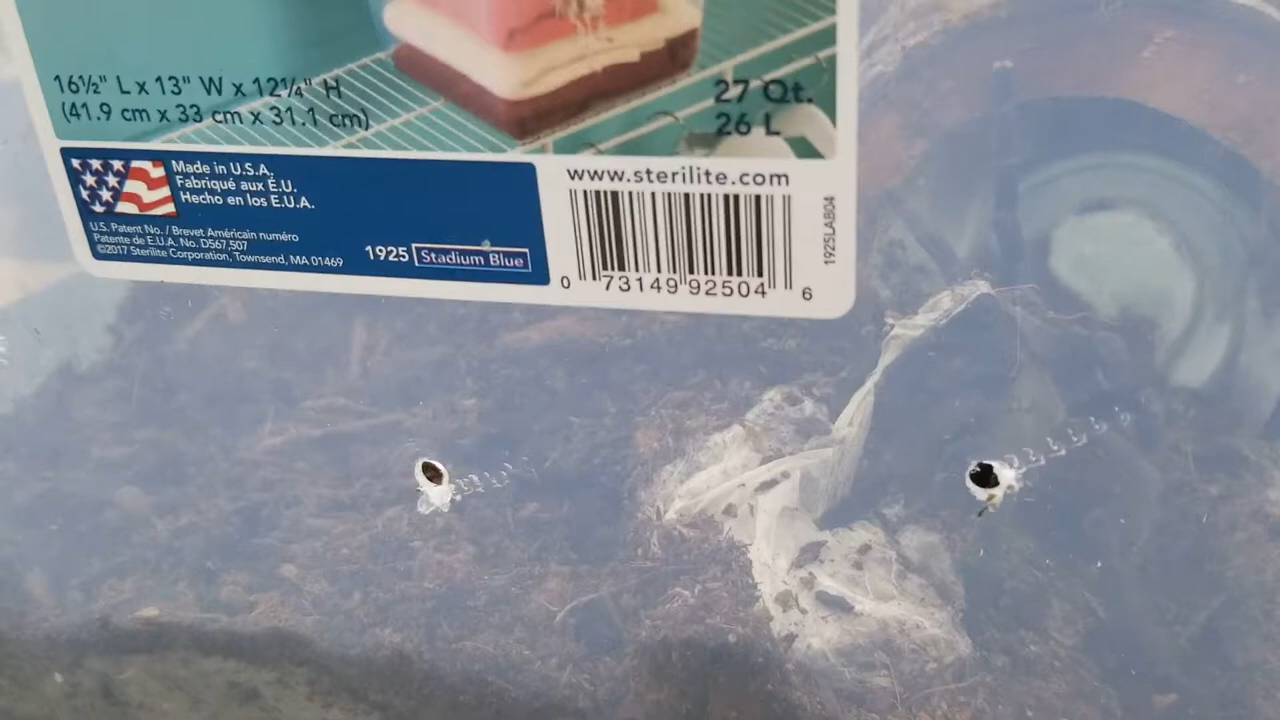 16½" L x 13" W x 12¼" H
(41.9 cm x 33 cm x 31.1 cm)
27 Qt.
26 L
Made in U.S.A.
Fabriqué aux É.U.
Hecho en los E.U.A.
U.S. Patent No. / Brevet Américain numéro
Patente de E.U.A. No. D567,507
©2017 Sterilite Corporation, Townsend, MA 01469
1925 Stadium Blue
www.sterilite.com
0 73149 92504 6
1925LAB04